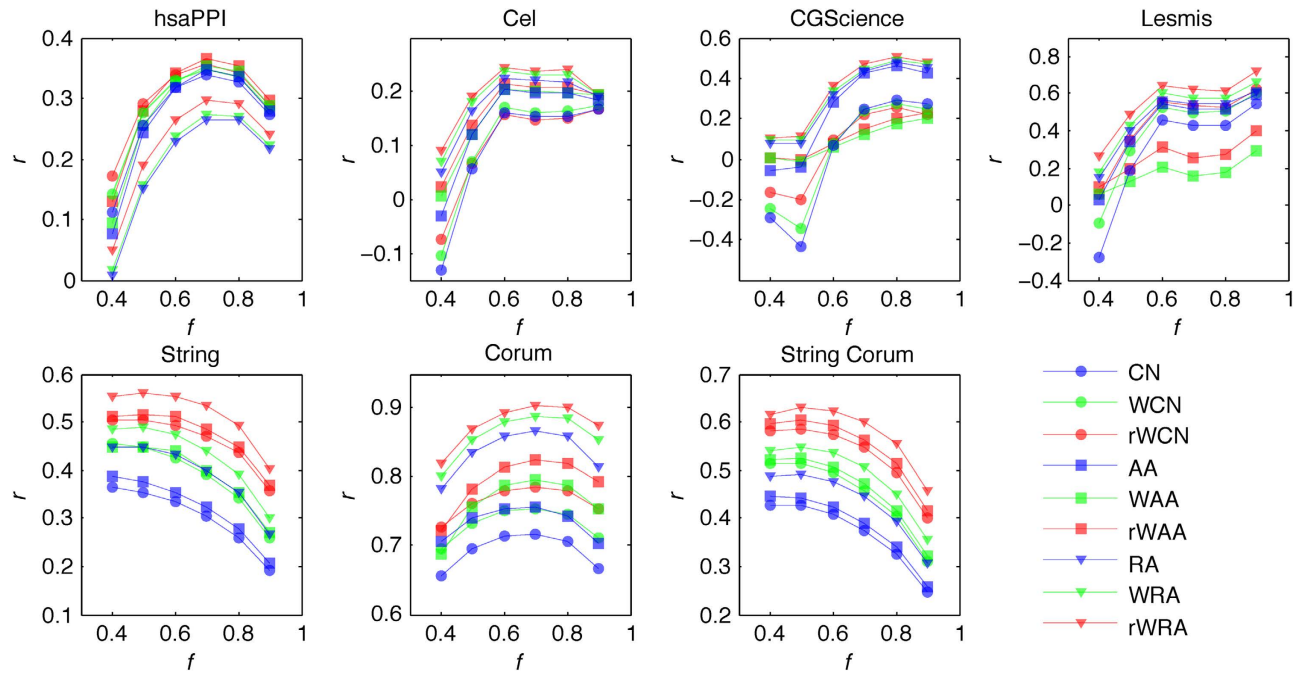 hsaPPI
0.4
0.3
0.2
0.1
0
r
0.4 0.6 0.8 1
f
Cel
0.2
0.1
0
−0.1
r
0.4 0.6 0.8 1
f
CGScience
0.6
0.4
0.2
0
−0.2
−0.4
r
0.4 0.6 0.8 1
f
Lesmis
0.8
0.6
0.4
0.2
0
−0.2
−0.4
r
0.4 0.6 0.8 1
f
String
0.6
0.5
0.4
0.3
0.2
0.1
r
0.4 0.6 0.8 1
f
Corum
0.9
0.8
0.7
0.6
r
0.4 0.6 0.8 1
f
String Corum
0.7
0.6
0.5
0.4
0.3
0.2
r
0.4 0.6 0.8 1
f
CN
WCN
rWCN
AA
WAA
rWAA
RA
WRA
rWRA